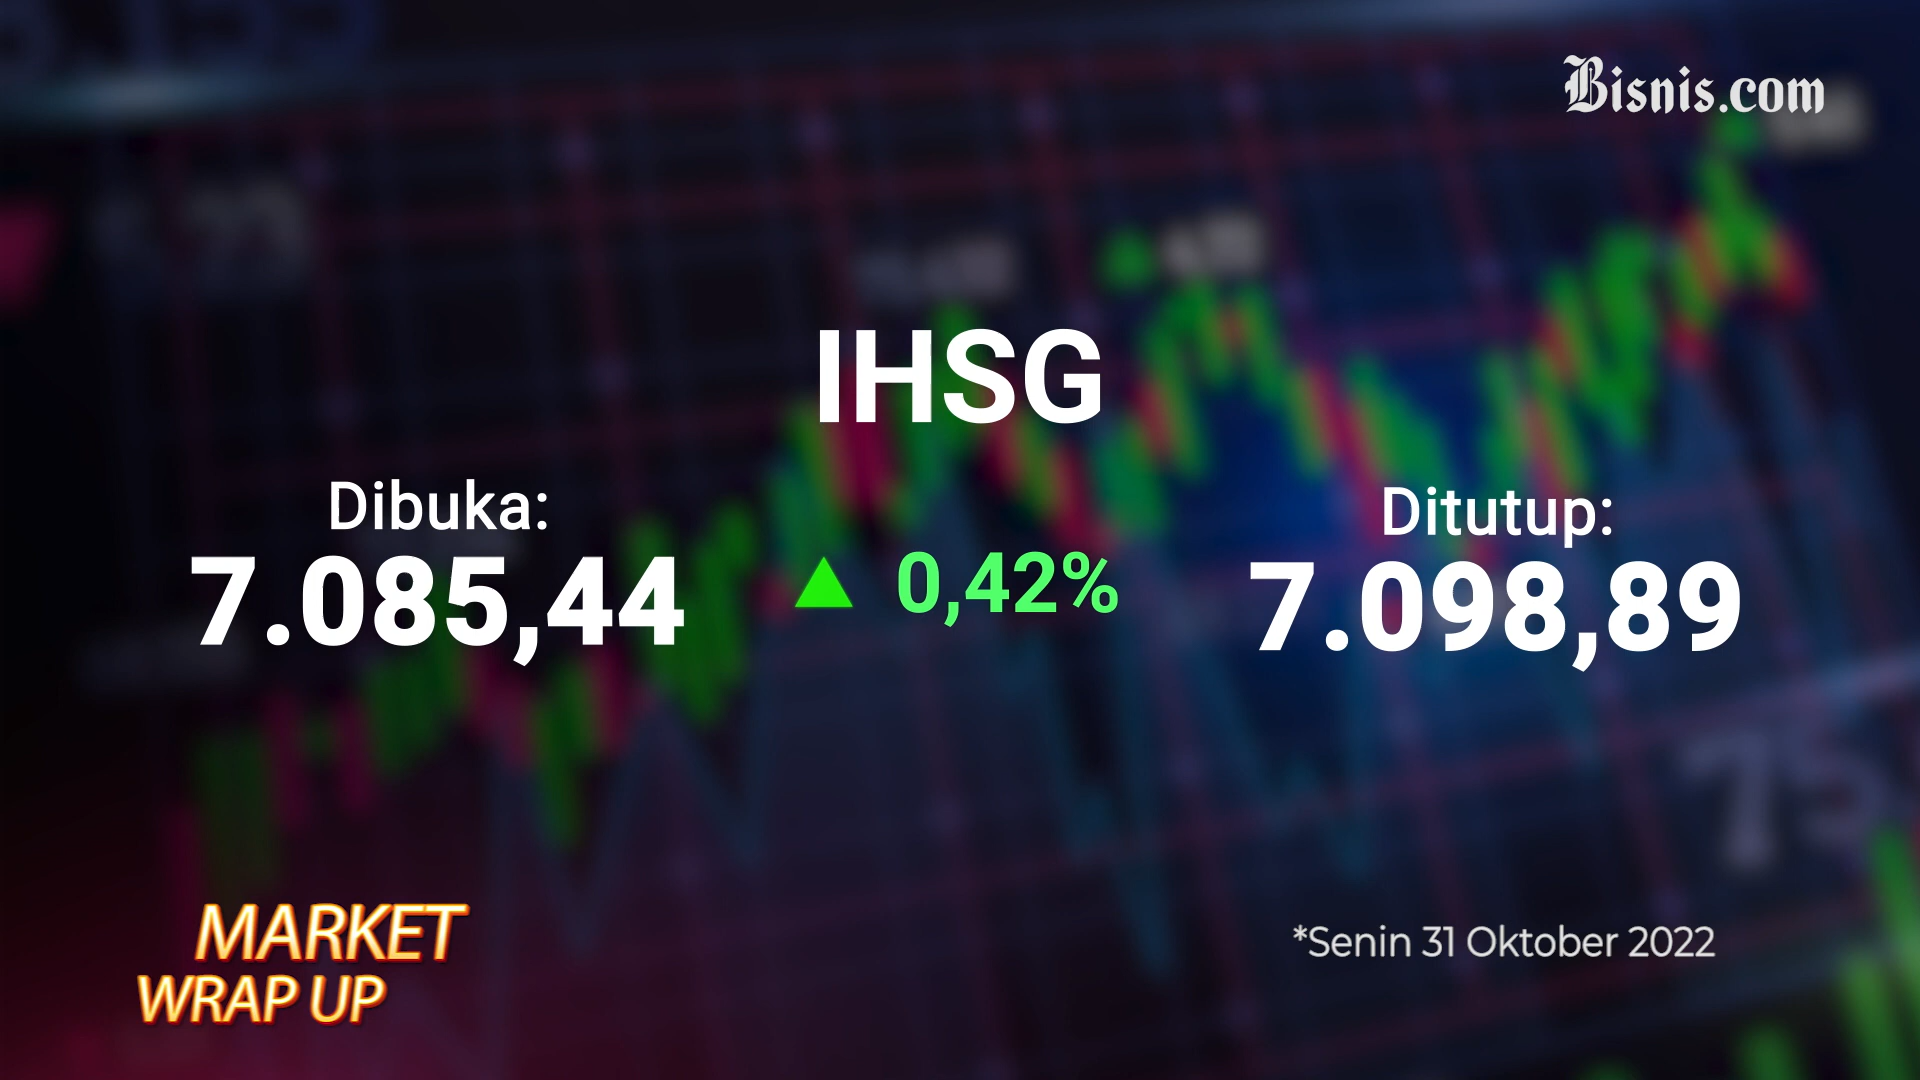 Bisnis.com
IHSG
Dibuka:
7.085,44
0,42%
Ditutup:
7.098,89
MARKET
WRAP UP
*Senin 31 Oktober 2022
75